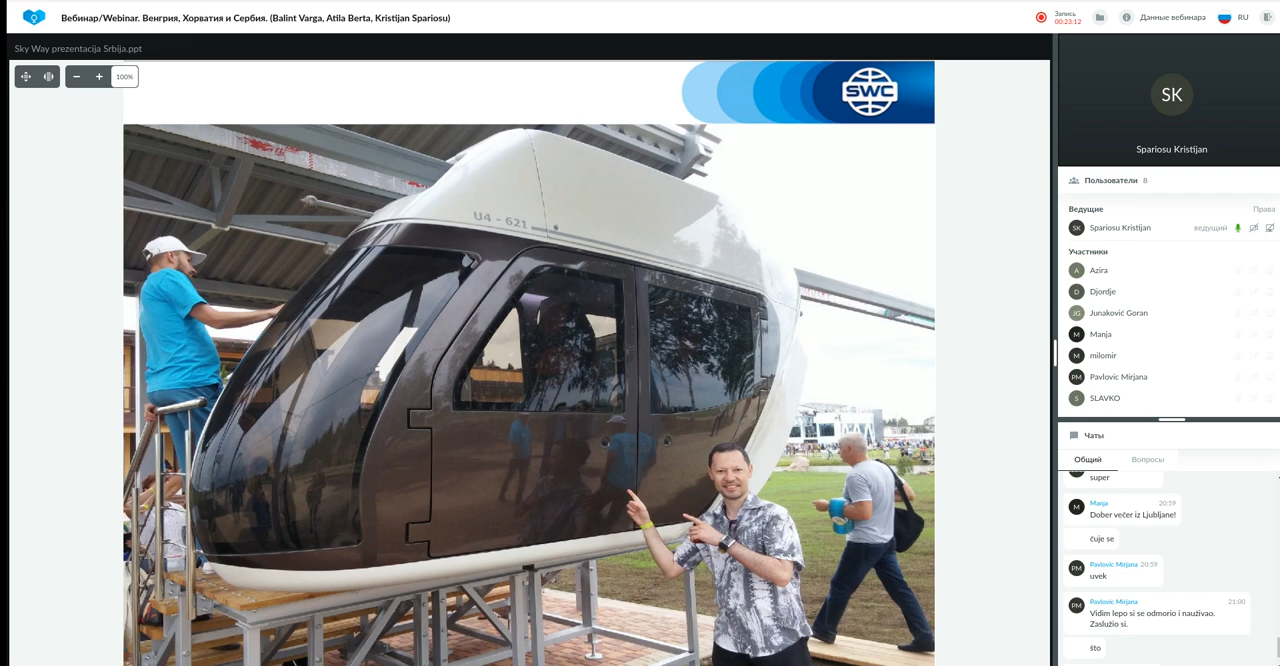 Вебинар/Webinar. Венгрия, Хорватия и Сербия. (Balint Varga, Atila Berta, Kristijan Spariosu)
Запись
00:23:12
Данные вебинара
RU
Sky Way prezentacija Srbija.ppt
100%
SWC
U4 - 621
SK
Spariosu Kristijan
Пользователи 8
Ведущие Права
SK Spariosu Kristijan ведущий
Участники
A Azira
D Djordje
JG Junaković Goran
M Manja
M milomir
PM Pavlovic Mirjana
S SLAVKO
Чаты
Общий Вопросы
super
M Manja 20:59
Dober večer iz Ljubljane!
čuje se
PM Pavlovic Mirjana 20:59
uvek
PM Pavlovic Mirjana 21:00
Vidim lepo si se odmorio i nauživao.
Zaslužio si.
što